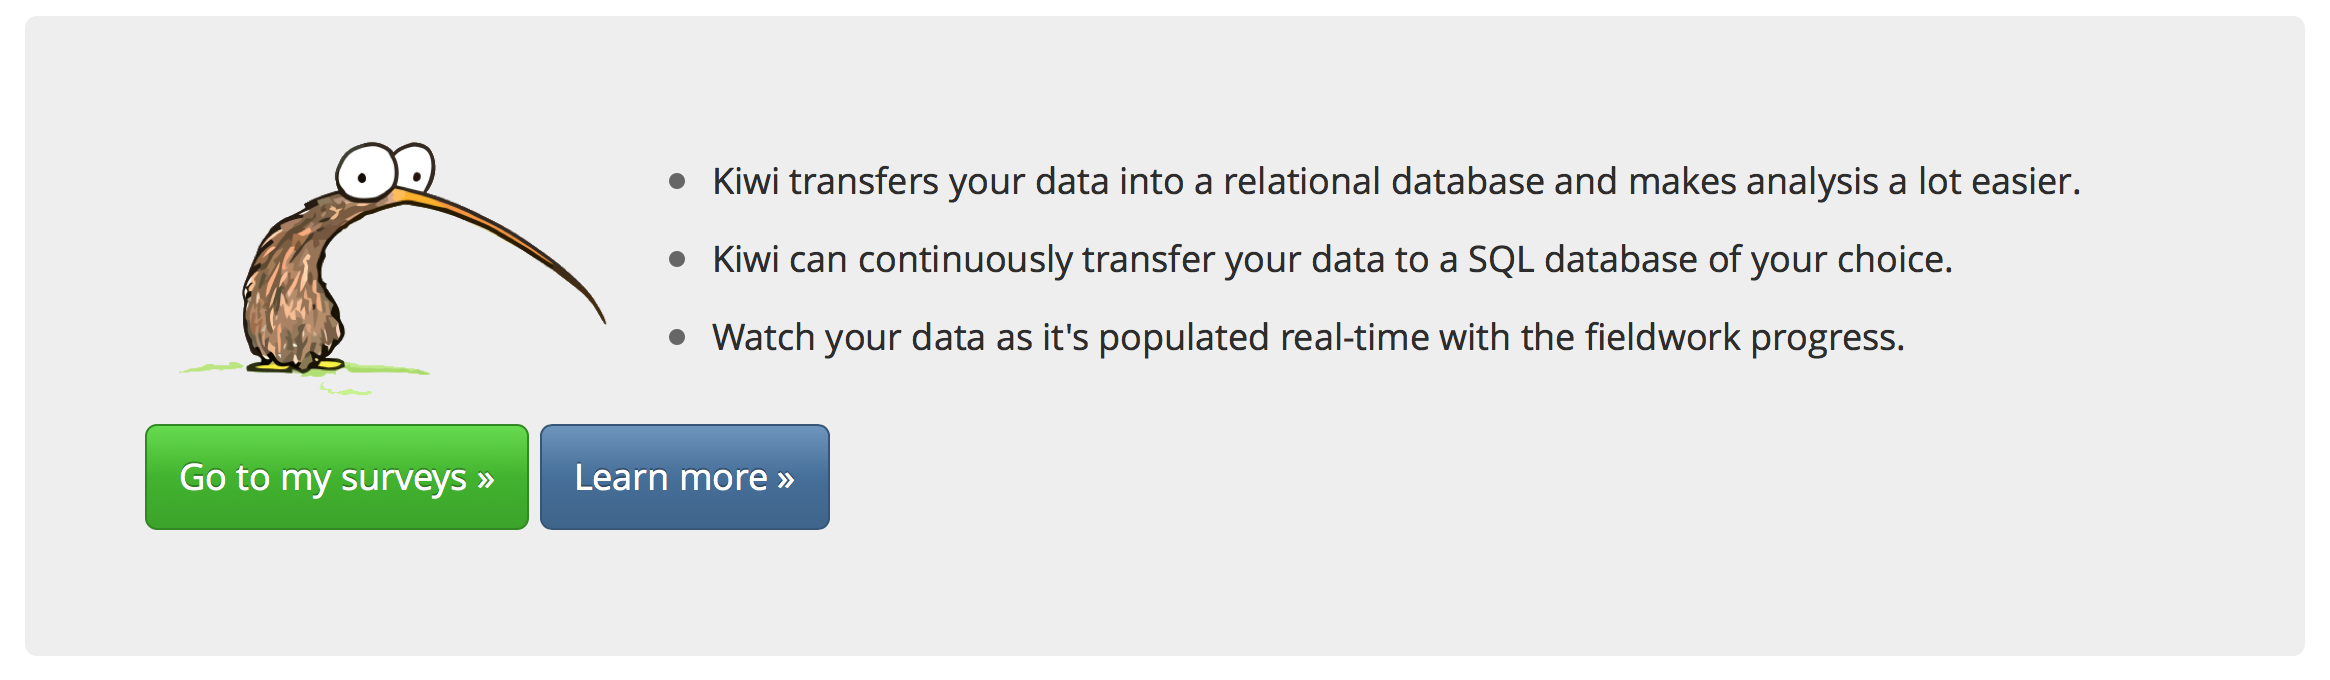 Kiwi transfers your data into a relational database and makes analysis a lot easier.
Kiwi can continuously transfer your data to a SQL database of your choice.
Watch your data as it's populated real-time with the fieldwork progress.
Go to my surveys »
Learn more »